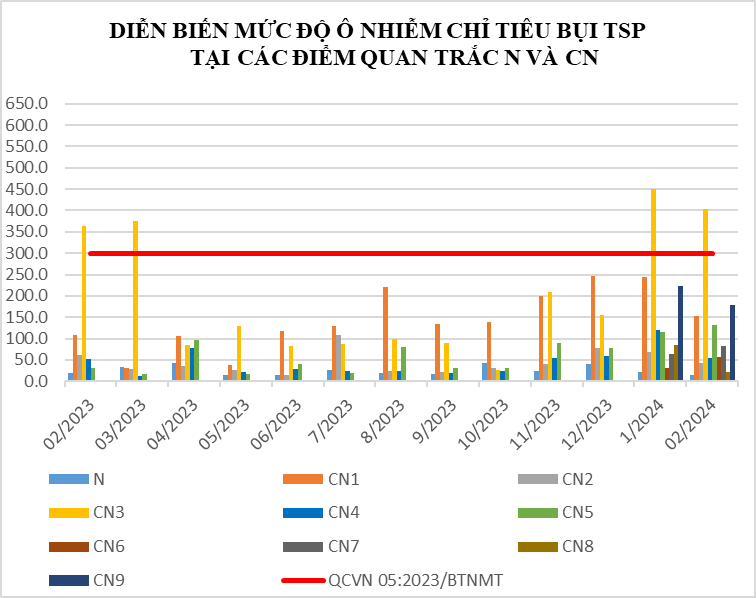 DIỄN BIẾN MỨC ĐỘ Ô NHIỄM CHỈ TIÊU BỤI TSP
TẠI CÁC ĐIỂM QUAN TRẮC N VÀ CN
650.0
600.0
550.0
500.0
450.0
400.0
350.0
300.0
250.0
200.0
150.0
100.0
50.0
0.0
02/2023 03/2023 04/2023 05/2023 06/2023 7/2023 8/2023 9/2023 10/2023 11/2023 12/2023 1/2024 02/2024
N CN1 CN2
CN3 CN4 CN5
CN6 CN7 CN8
CN9 QCVN 05:2023/BTNMT